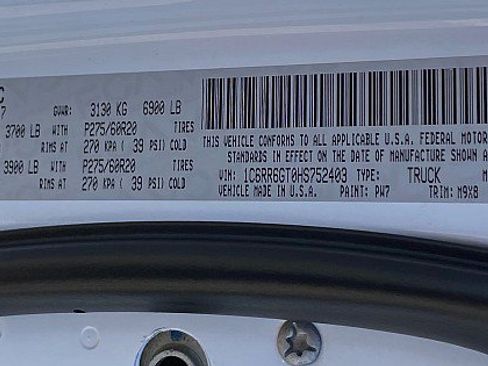 C
7 GVWR: 3130 KG 6900 LB
3700 LB WITH P275/60R20 TIRES
RIMS AT 270 KPA ( 39 PSI) COLD
3900 LB WITH P275/60R20 TIRES
RIMS AT 270 KPA ( 39 PSI) COLD
THIS VEHICLE CONFORMS TO ALL APPLICABLE U.S.A. FEDERAL MOTOR
STANDARDS IN EFFECT ON THE DATE OF MANUFACTURE SHOWN A
VIN: 1C6RR6GT0HS752403 TYPE: TRUCK M
VEHICLE MADE IN U.S.A. PAINT: PW7 TRIM: M9X8